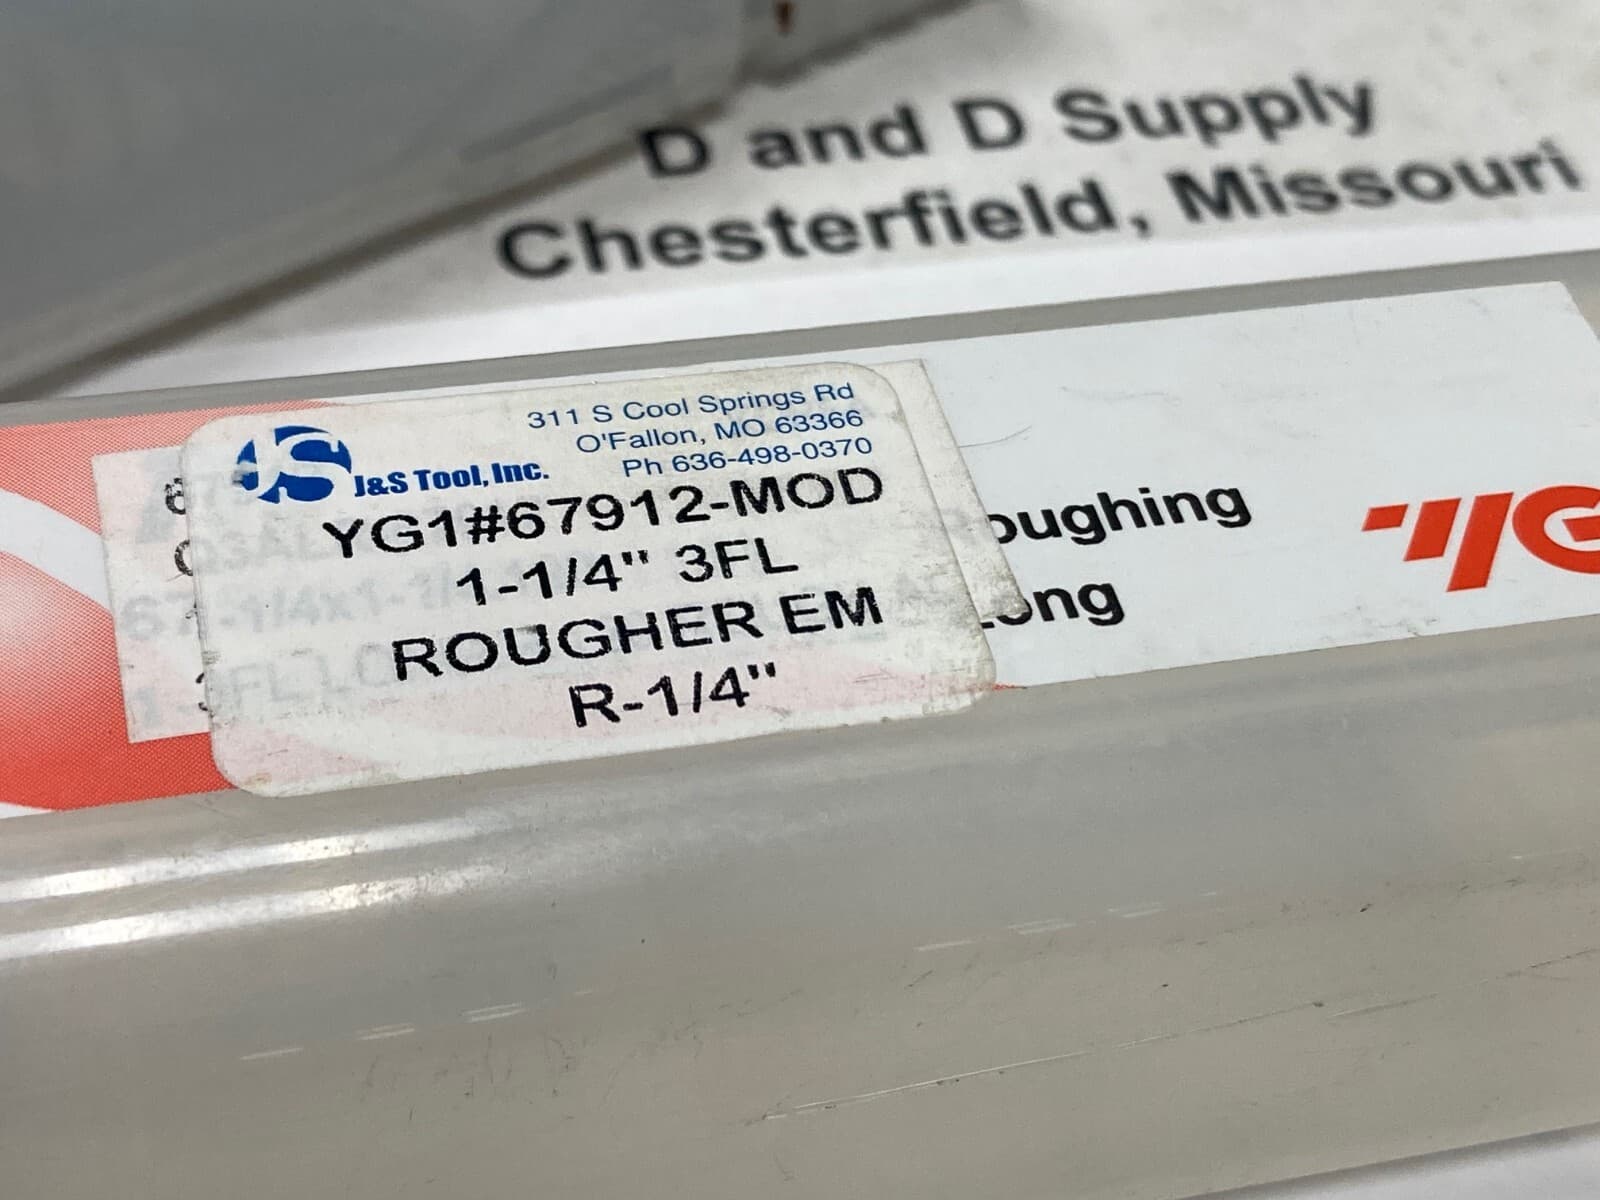 D and D Supply
Chesterfield, Missouri
311 S Cool Springs Rd
O'Fallon, MO 63366
Ph 636-498-0370
JS
J&S Tool, Inc.
YG1#67912-MOD
1-1/4" 3FL
ROUGHER EM
R-1/4"
oughing
ong